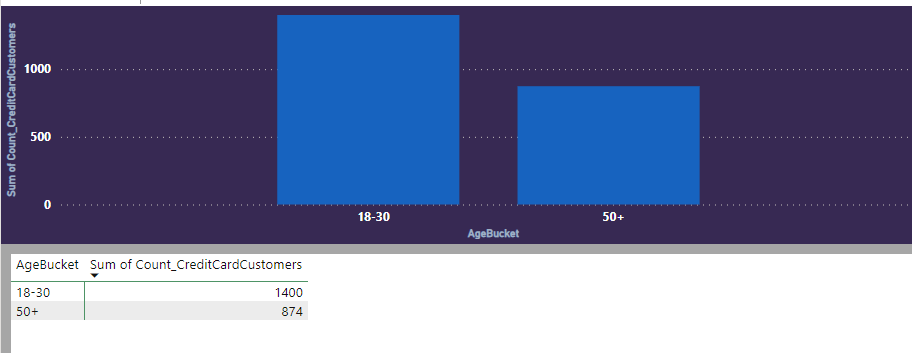 Sum of Count_CreditCardCustomers
1000
500
0
18-30 50+
AgeBucket
AgeBucket Sum of Count_CreditCardCustomers
18-30 1400
50+ 874